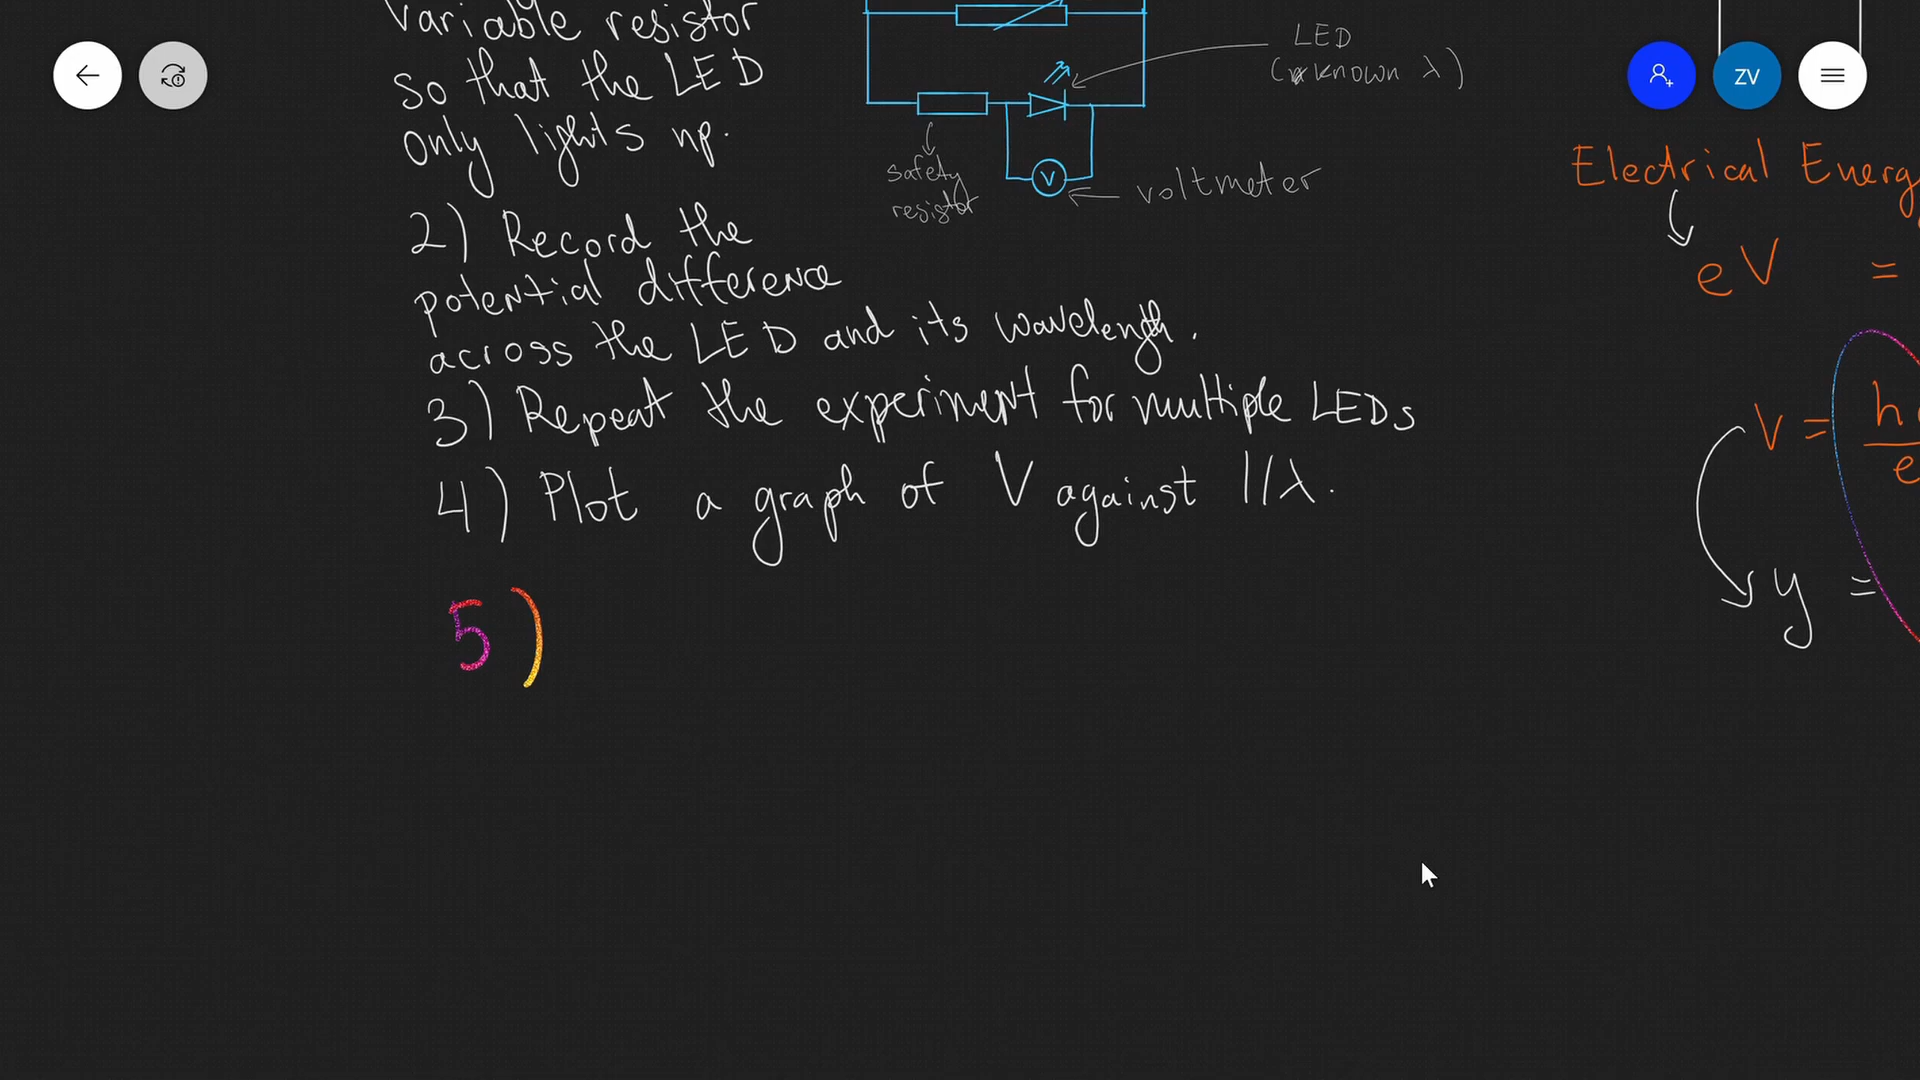 variable resistor
so that the LED
only lights up.
2) Record the
potential difference
across the LED and its wavelength.
3) Repeat the experiment for multiple LEDs
4) Plot a graph of V against 1/λ.
5)
LED
(known λ)
safety
resistor
V
voltmeter
ZV
Electrical Energy
eV =
V = h
e
y =